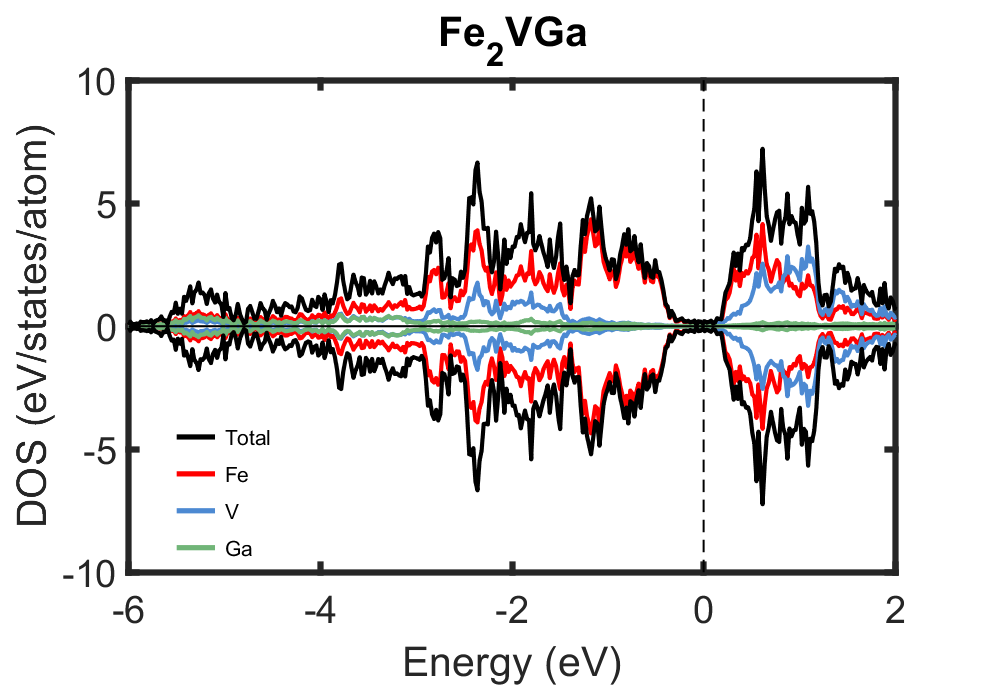 Fe₂VGa
10
5
0
-5
-10
DOS (eV/states/atom)
Total
Fe
V
Ga
-6
-4
-2
0
2
Energy (eV)